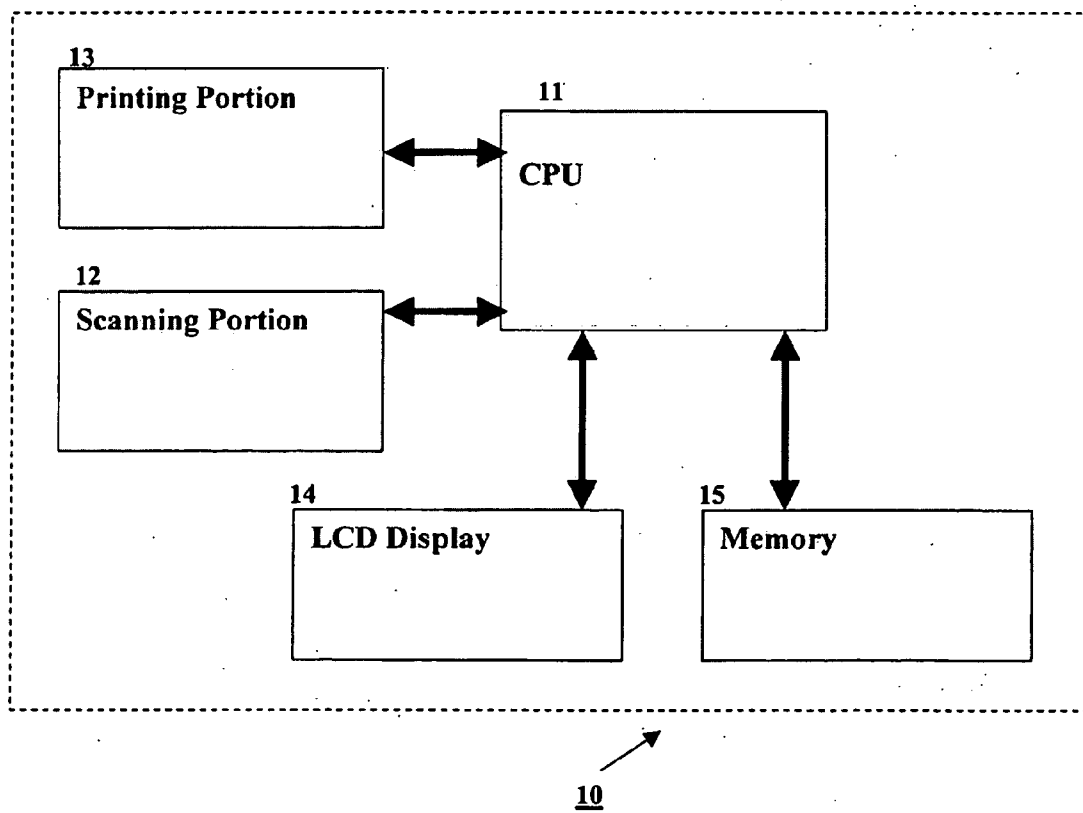 13
Printing Portion
11
CPU
12
Scanning Portion
14
LCD Display
15
Memory
10